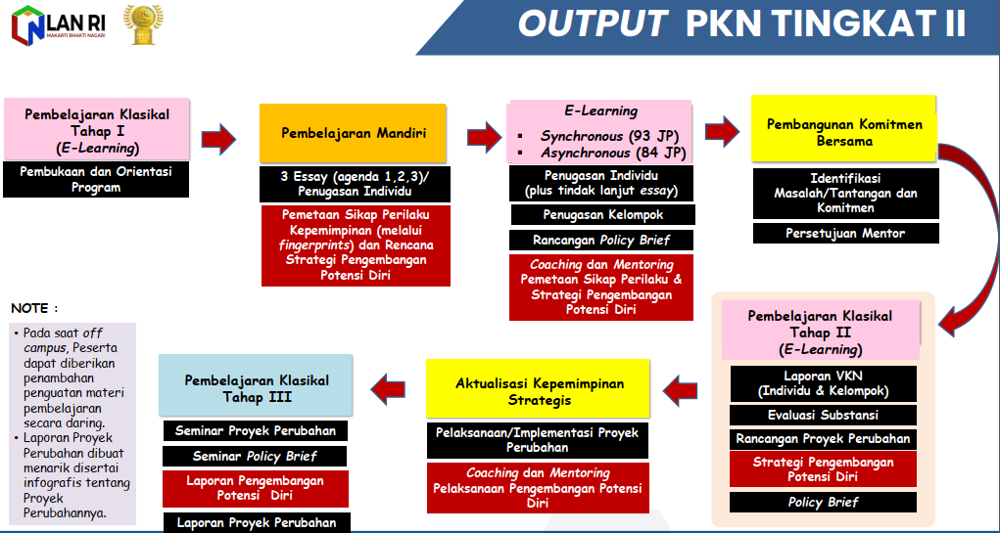 LAN RI
MAKARTI BHAKTI NAGARI
OUTPUT PKN TINGKAT II
Pembelajaran Klasikal
Tahap I
(E-Learning)
Pembukaan dan Orientasi
Program
Pembelajaran Mandiri
3 Essay (agenda 1,2,3)/
Penugasan Individu
Pemetaan Sikap Perilaku
Kepemimpinan (melalui
fingerprints) dan Rencana
Strategi Pengembangan
Potensi Diri
E-Learning
▪ Synchronous (93 JP)
▪ Asynchronous (84 JP)
Penugasan Individu
(plus tindak lanjut essay)
Penugasan Kelompok
Rancangan Policy Brief
Coaching dan Mentoring
Pemetaan Sikap Perilaku &
Strategi Pengembangan
Potensi Diri
Pembangunan Komitmen
Bersama
Identifikasi
Masalah/Tantangan dan
Komitmen
Persetujuan Mentor
Pembelajaran Klasikal
Tahap II
(E-Learning)
Laporan VKN
(Individu & Kelompok)
Evaluasi Substansi
Rancangan Proyek Perubahan
Strategi Pengembangan
Potensi Diri
Policy Brief
Aktualisasi Kepemimpinan
Strategis
Pelaksanaan/Implementasi Proyek
Perubahan
Coaching dan Mentoring
Pelaksanaan Pengembangan Potensi
Diri
Pembelajaran Klasikal
Tahap III
Seminar Proyek Perubahan
Seminar Policy Brief
Laporan Pengembangan
Potensi Diri
Laporan Proyek Perubahan
NOTE :
• Pada saat off
campus, Peserta
dapat diberikan
penambahan
penguatan materi
pembelajaran
secara daring.
• Laporan Proyek
Perubahan dibuat
menarik disertai
infografis tentang
Proyek
Perubahannya.